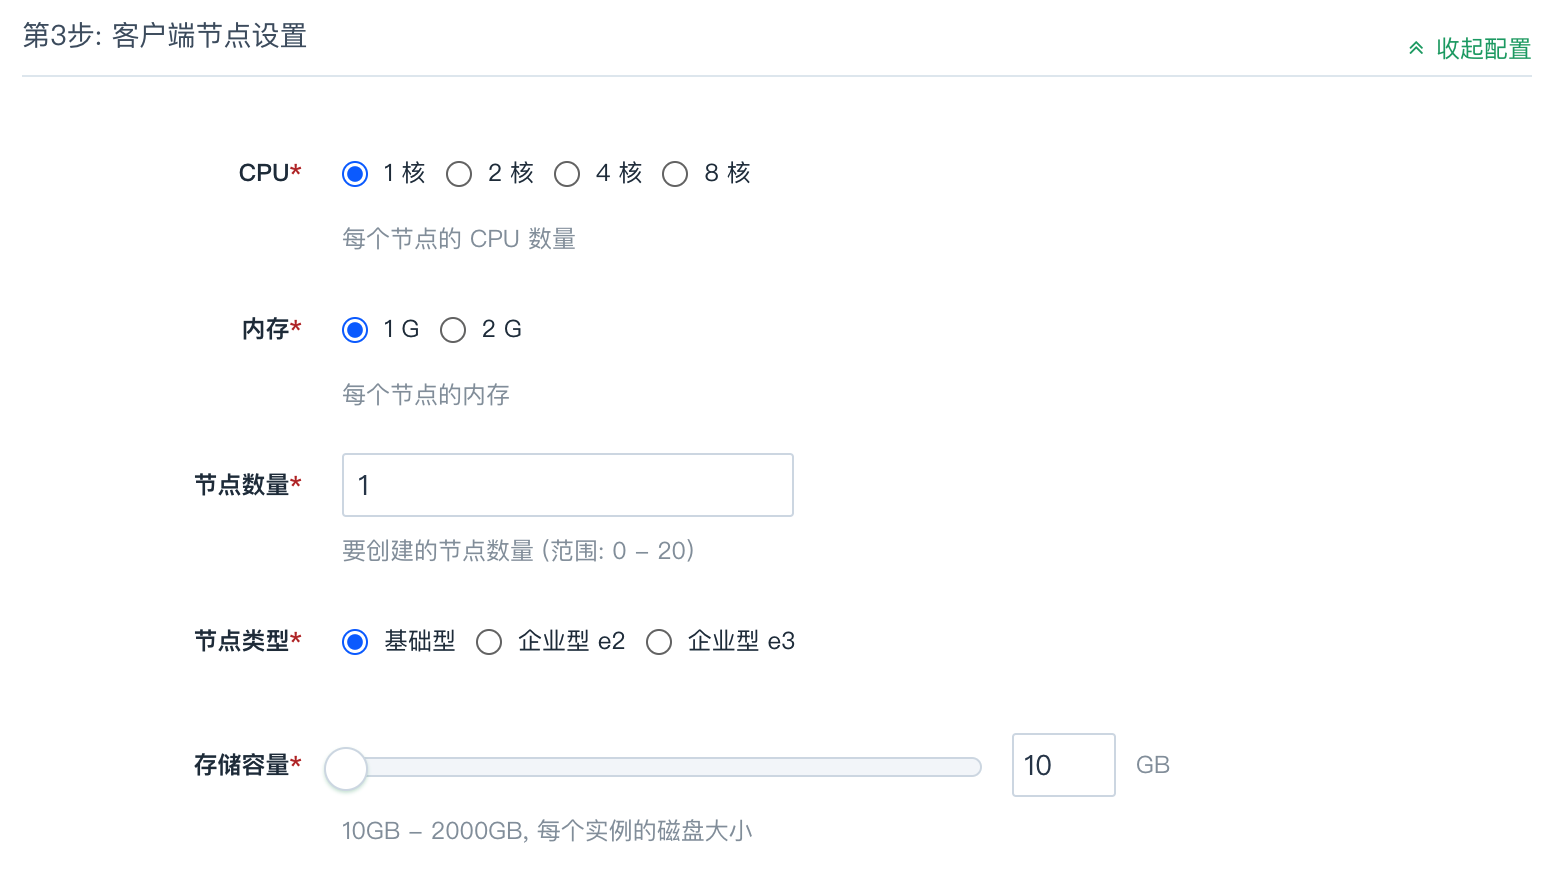 第3步: 客户端节点设置
收起配置
CPU* 1 核 2 核 4 核 8 核
每个节点的 CPU 数量
内存* 1 G 2 G
每个节点的内存
节点数量* 1
要创建的节点数量 (范围: 0 – 20)
节点类型* 基础型 企业型 e2 企业型 e3
存储容量* 10 GB
10GB – 2000GB, 每个实例的磁盘大小